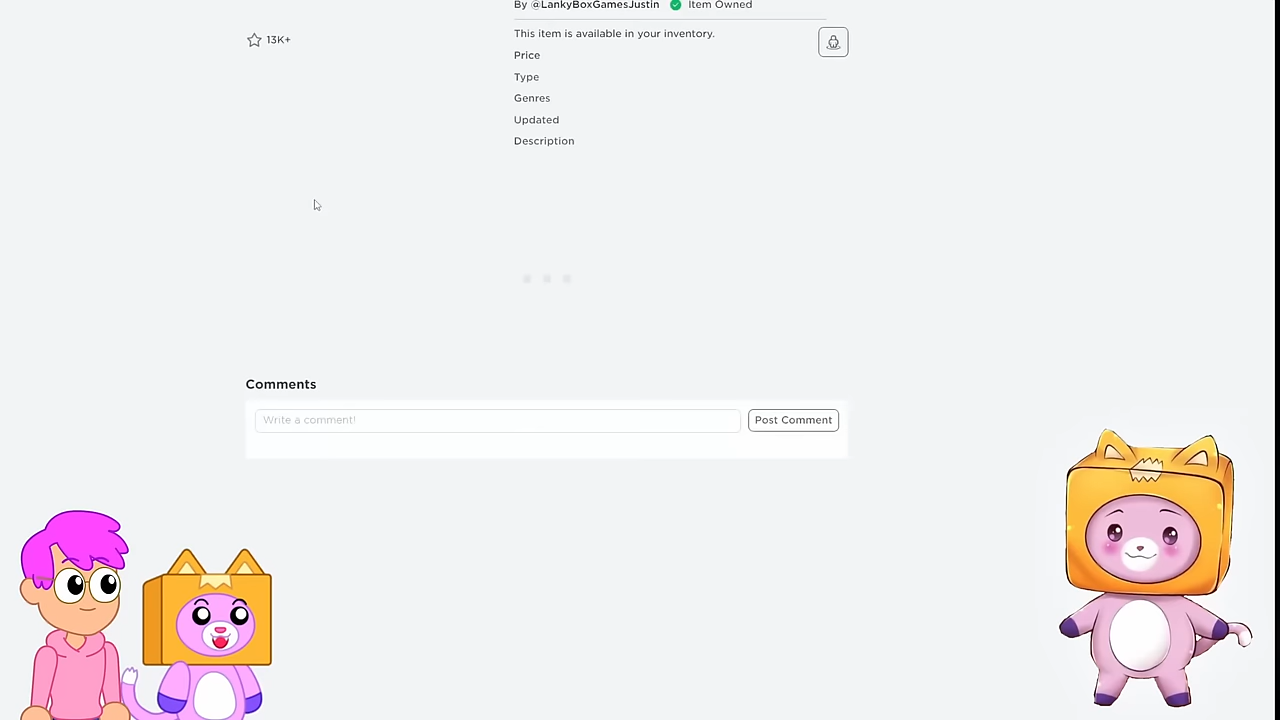 By @LankyBoxGamesJustin Item Owned
13K+
This item is available in your inventory.
Price
Type
Genres
Updated
Description
Comments
Write a comment! Post Comment